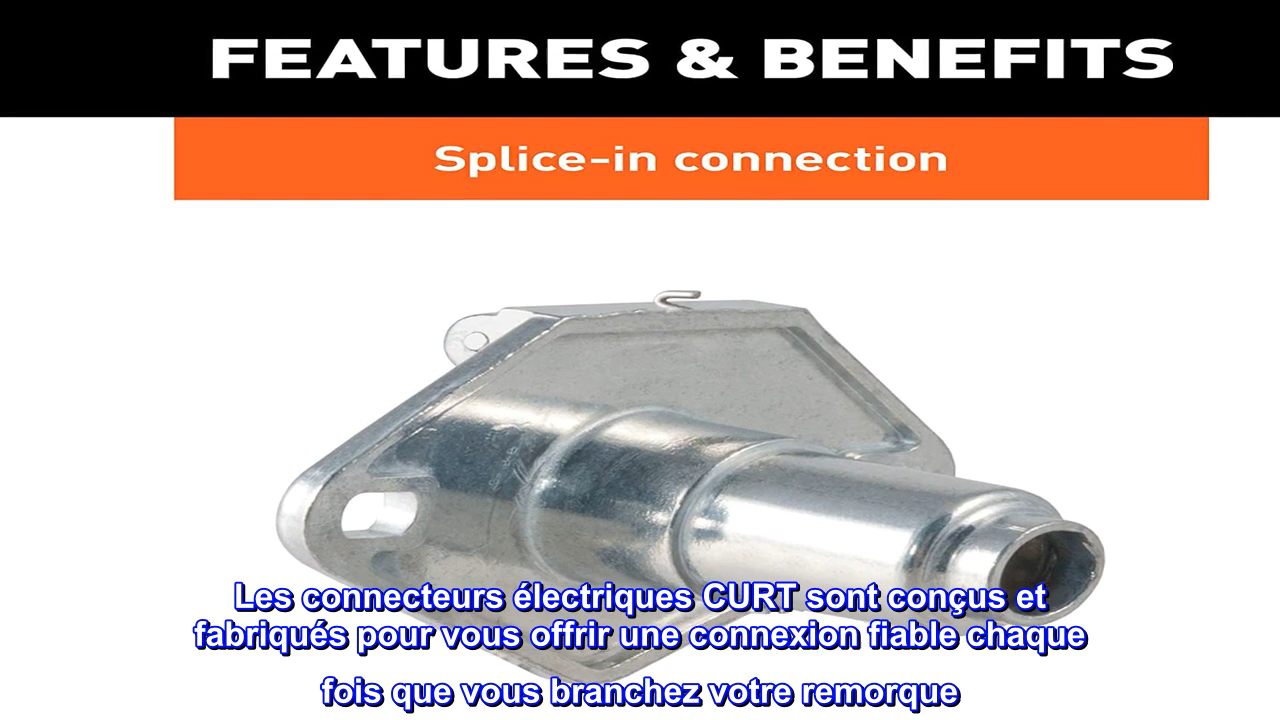 FEATURES & BENEFITS
Splice-in connection
Les connecteurs électriques CURT sont conçus et
fabriqués pour vous offrir une connexion fiable chaque
fois que vous branchez votre remorque